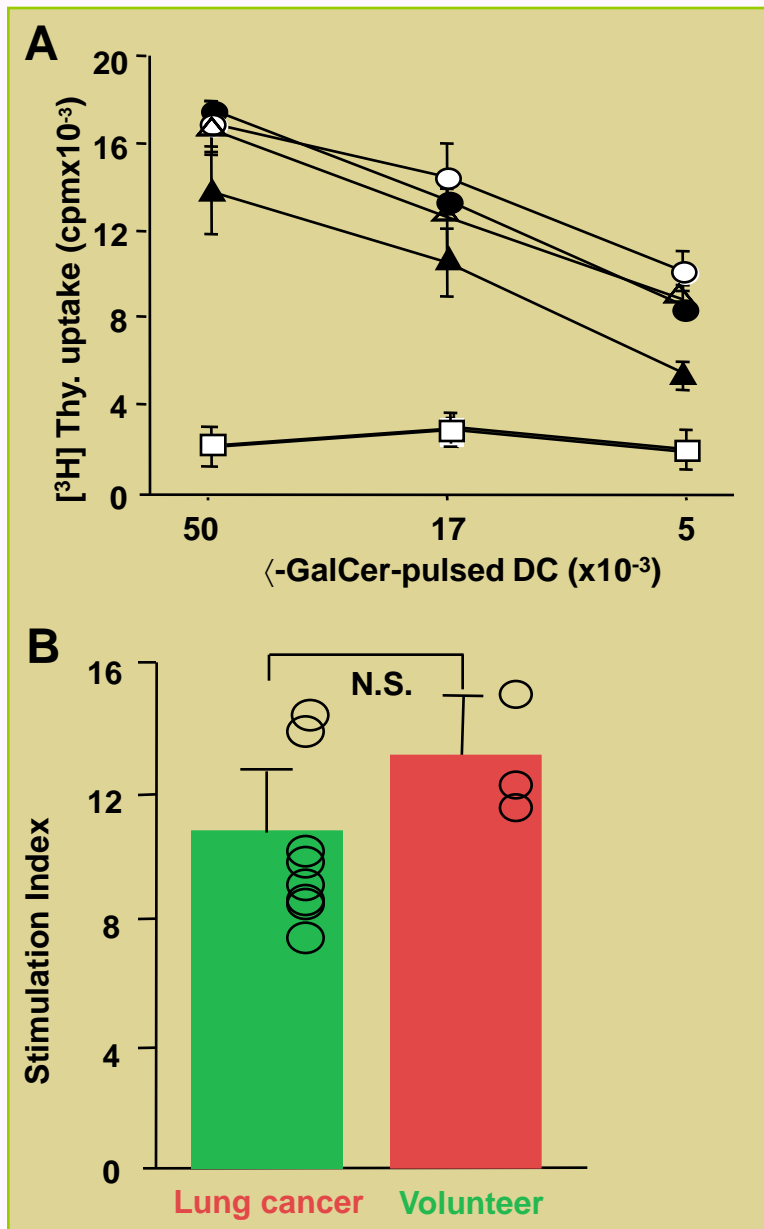 A
20
16
12
8
4
0
[³H] Thy. uptake (cpmx10⁻³)
50 17 5
〈-GalCer-pulsed DC (x10⁻³)
B
16
12
8
4
0
N.S.
Stimulation Index
Lung cancer Volunteer